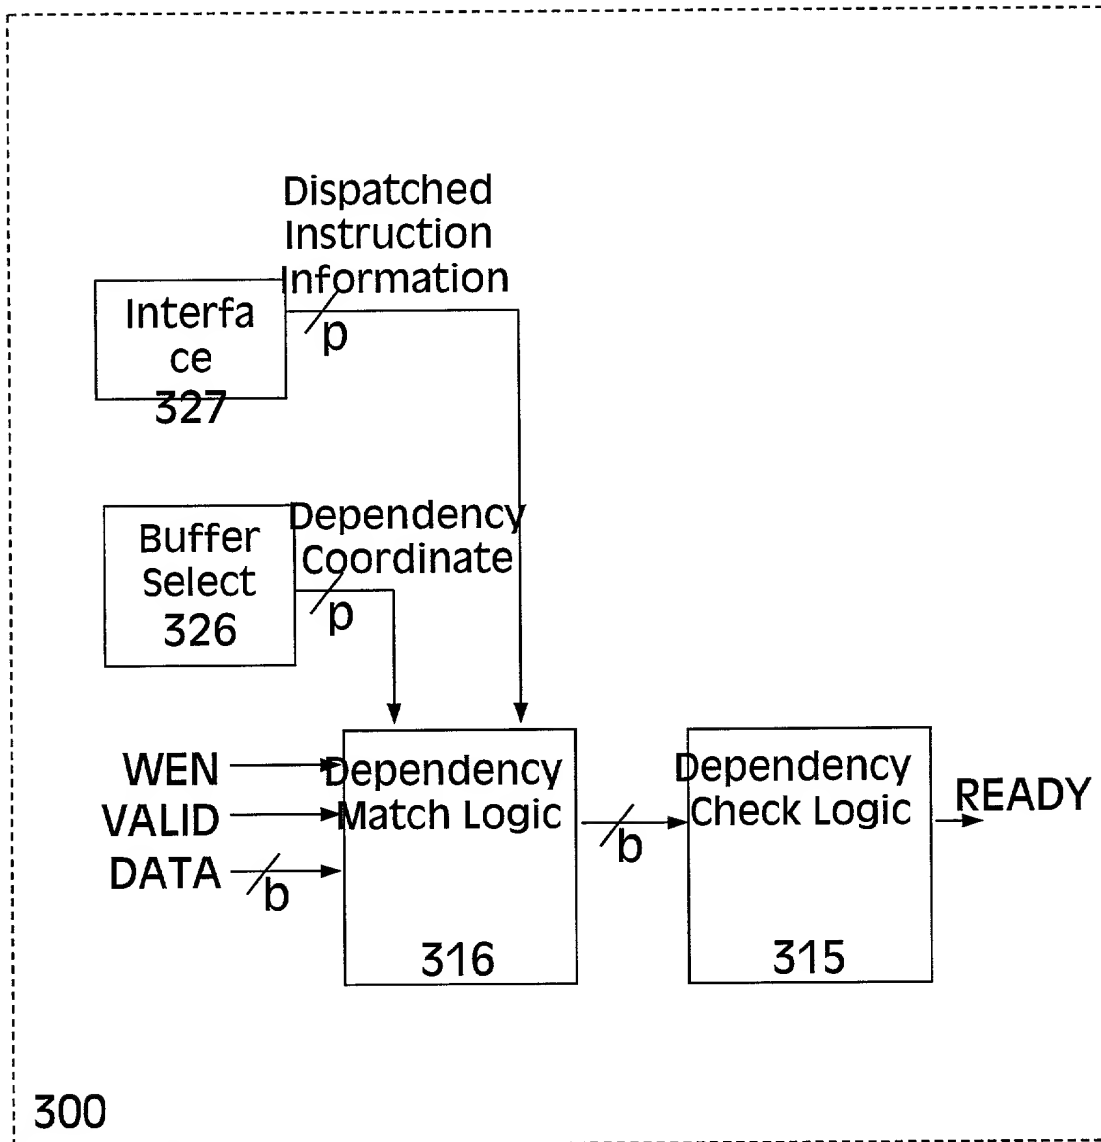 Dispatched
Instruction
Information
Interfa
ce
327
p
Dependency
Coordinate
Buffer
Select
326
p
WEN
VALID
DATA
b
Dependency
Match Logic
316
b
Dependency
Check Logic
315
READY
300